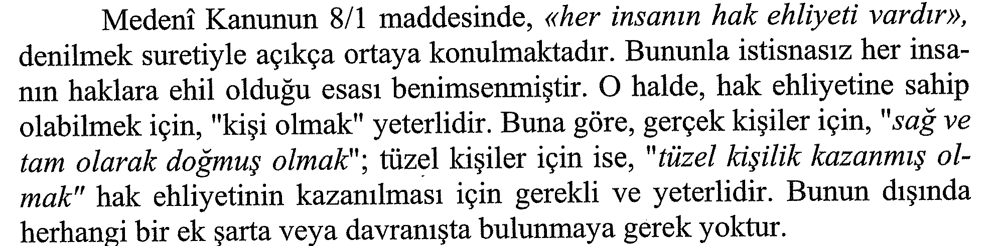 Medenî Kanunun 8/1 maddesinde, «her insanın hak ehliyeti vardır»,
denilmek suretiyle açıkça ortaya konulmaktadır. Bununla istisnasız her insa-
nın haklara ehil olduğu esası benimsenmiştir. O halde, hak ehliyetine sahip
olabilmek için, "kişi olmak" yeterlidir. Buna göre, gerçek kişiler için, "sağ ve
tam olarak doğmuş olmak"; tüzel kişiler için ise, "tüzel kişilik kazanmış ol-
mak" hak ehliyetinin kazanılması için gerekli ve yeterlidir. Bunun dışında
herhangi bir ek şarta veya davranışta bulunmaya gerek yoktur.